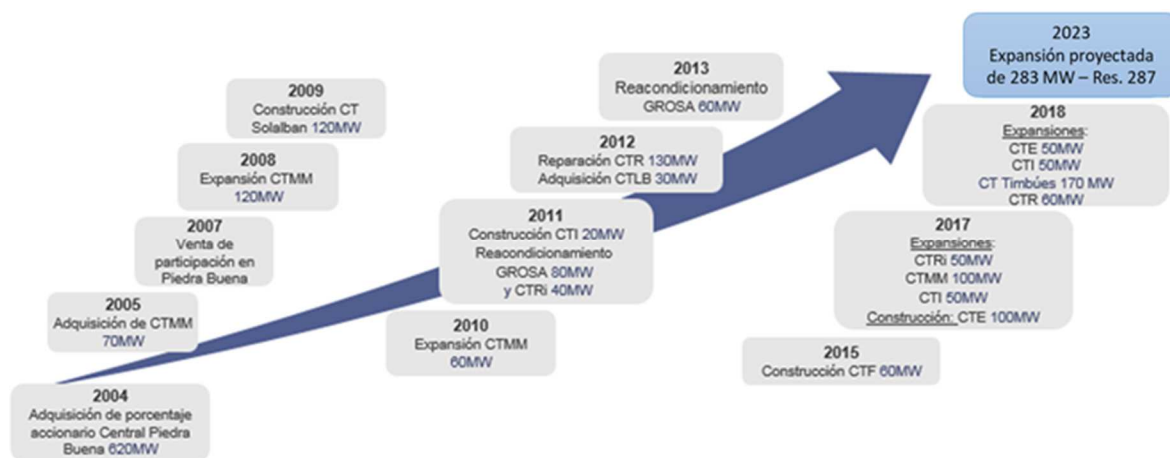 2004
Adquisición de porcentaje
accionario Central Piedra
Buena 620MW
2005
Adquisición de CTMM
70MW
2007
Venta de
participación en
Piedra Buena
2008
Expansión CTMM
120MW
2009
Construcción CT
Solalban 120MW
2010
Expansión CTMM
60MW
2011
Construcción CTI 20MW
Reacondicionamiento
GROSA 80MW
y CTRi 40MW
2012
Reparación CTR 130MW
Adquisición CTLB 30MW
2013
Reacondicionamiento
GROSA 60MW
2015
Construcción CTF 60MW
2017
Expansiones:
CTRi 50MW
CTMM 100MW
CTI 50MW
Construcción: CTE 100MW
2018
Expansiones:
CTE 50MW
CTI 50MW
CT Timbúes 170 MW
CTR 60MW
2023
Expansión proyectada
de 283 MW – Res. 287